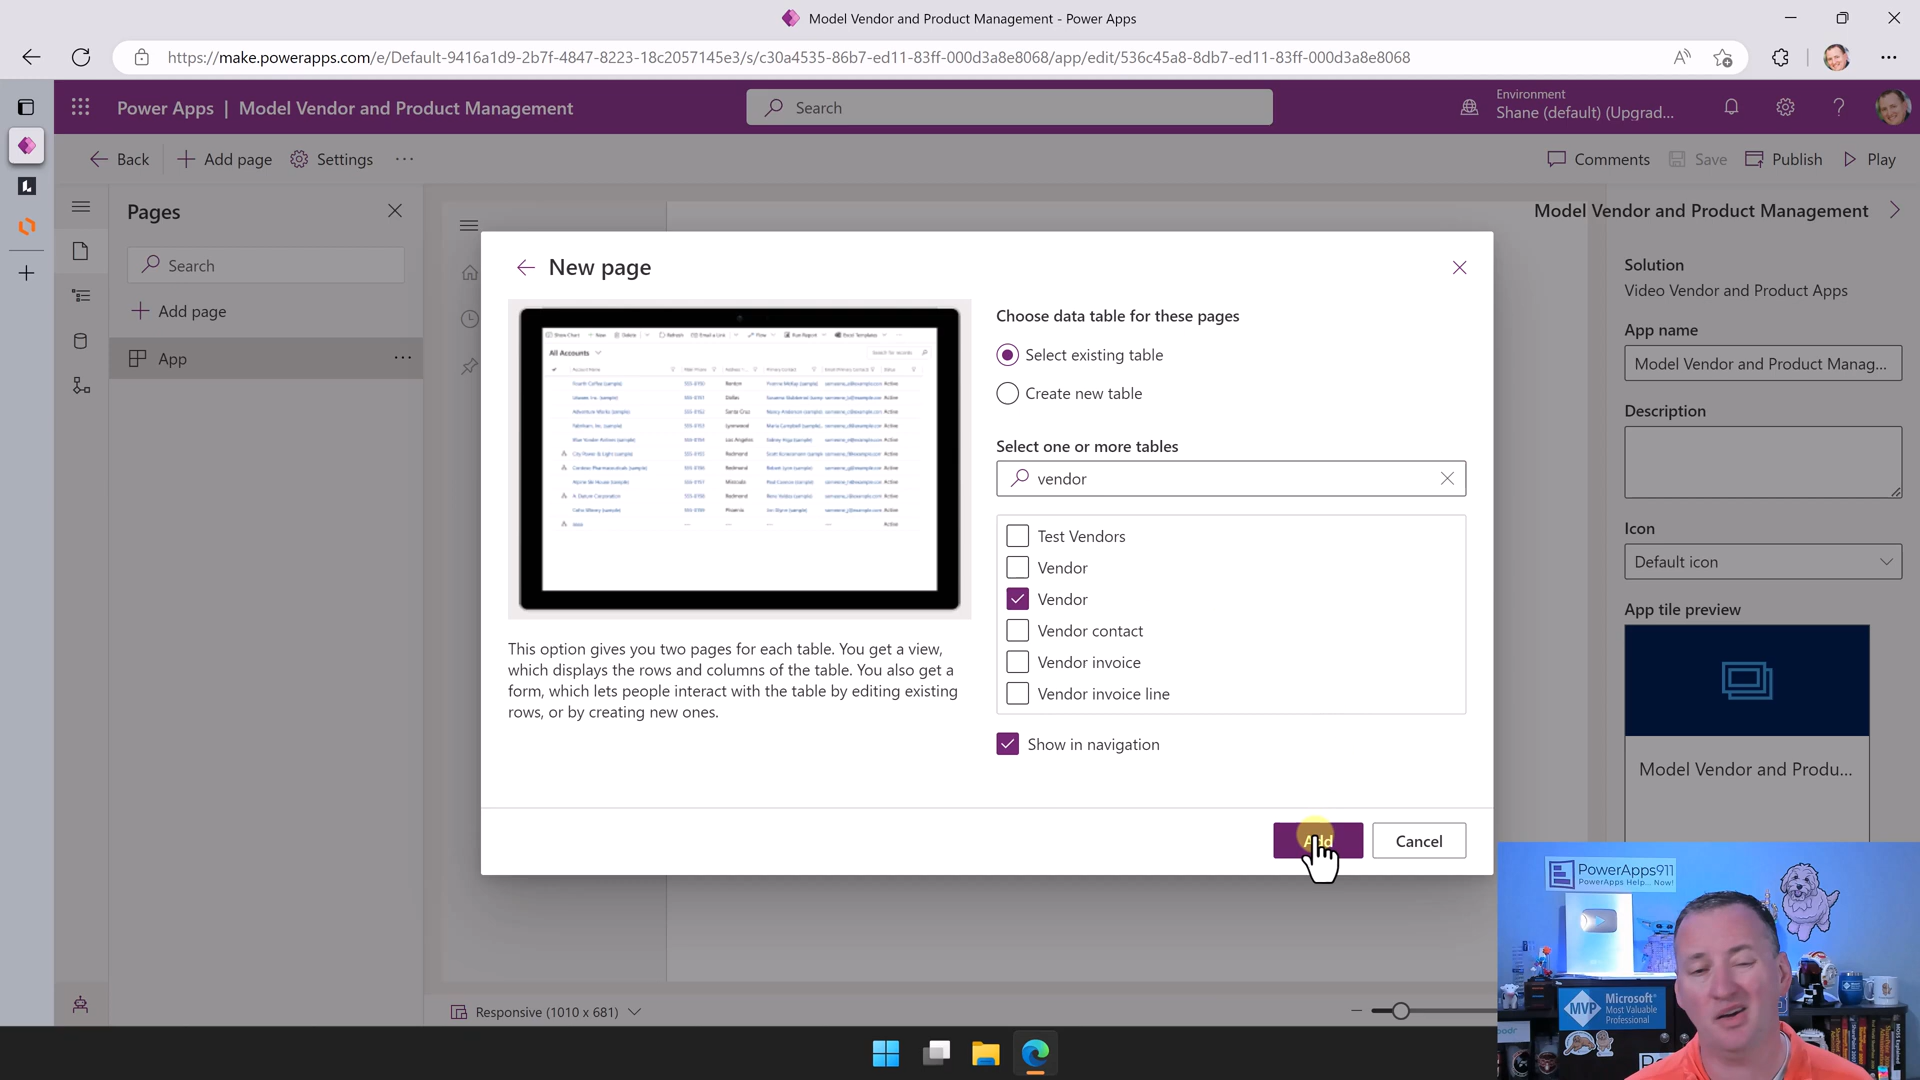 Model Vendor and Product Management - Power Apps
https://make.powerapps.com/e/Default-9416a1d9-2b7f-4847-8223-18c2057145e3/s/c30a4535-86b7-ed11-83ff-000d3a8e8068/app/edit/536c45a8-8db7-ed11-83ff-000d3a8e8068
Power Apps | Model Vendor and Product Management
Search
Environment
Shane (default) (Upgrad...
Back
Add page
Settings
Comments
Save
Publish
Play
Pages
Search
Add page
App
New page
All Accounts
This option gives you two pages for each table. You get a view,
which displays the rows and columns of the table. You also get a
form, which lets people interact with the table by editing existing
rows, or by creating new ones.
Choose data table for these pages
Select existing table
Create new table
Select one or more tables
vendor
Test Vendors
Vendor
Vendor
Vendor contact
Vendor invoice
Vendor invoice line
Show in navigation
Add
Cancel
Model Vendor and Product Management
Solution
Video Vendor and Product Apps
App name
Model Vendor and Product Manag...
Description
Icon
Default icon
App tile preview
Model Vendor and Produ...
Responsive (1010 x 681)
PowerApps911
PowerApps Help... Now!
MVP
Microsoft®
Most Valuable
Professional